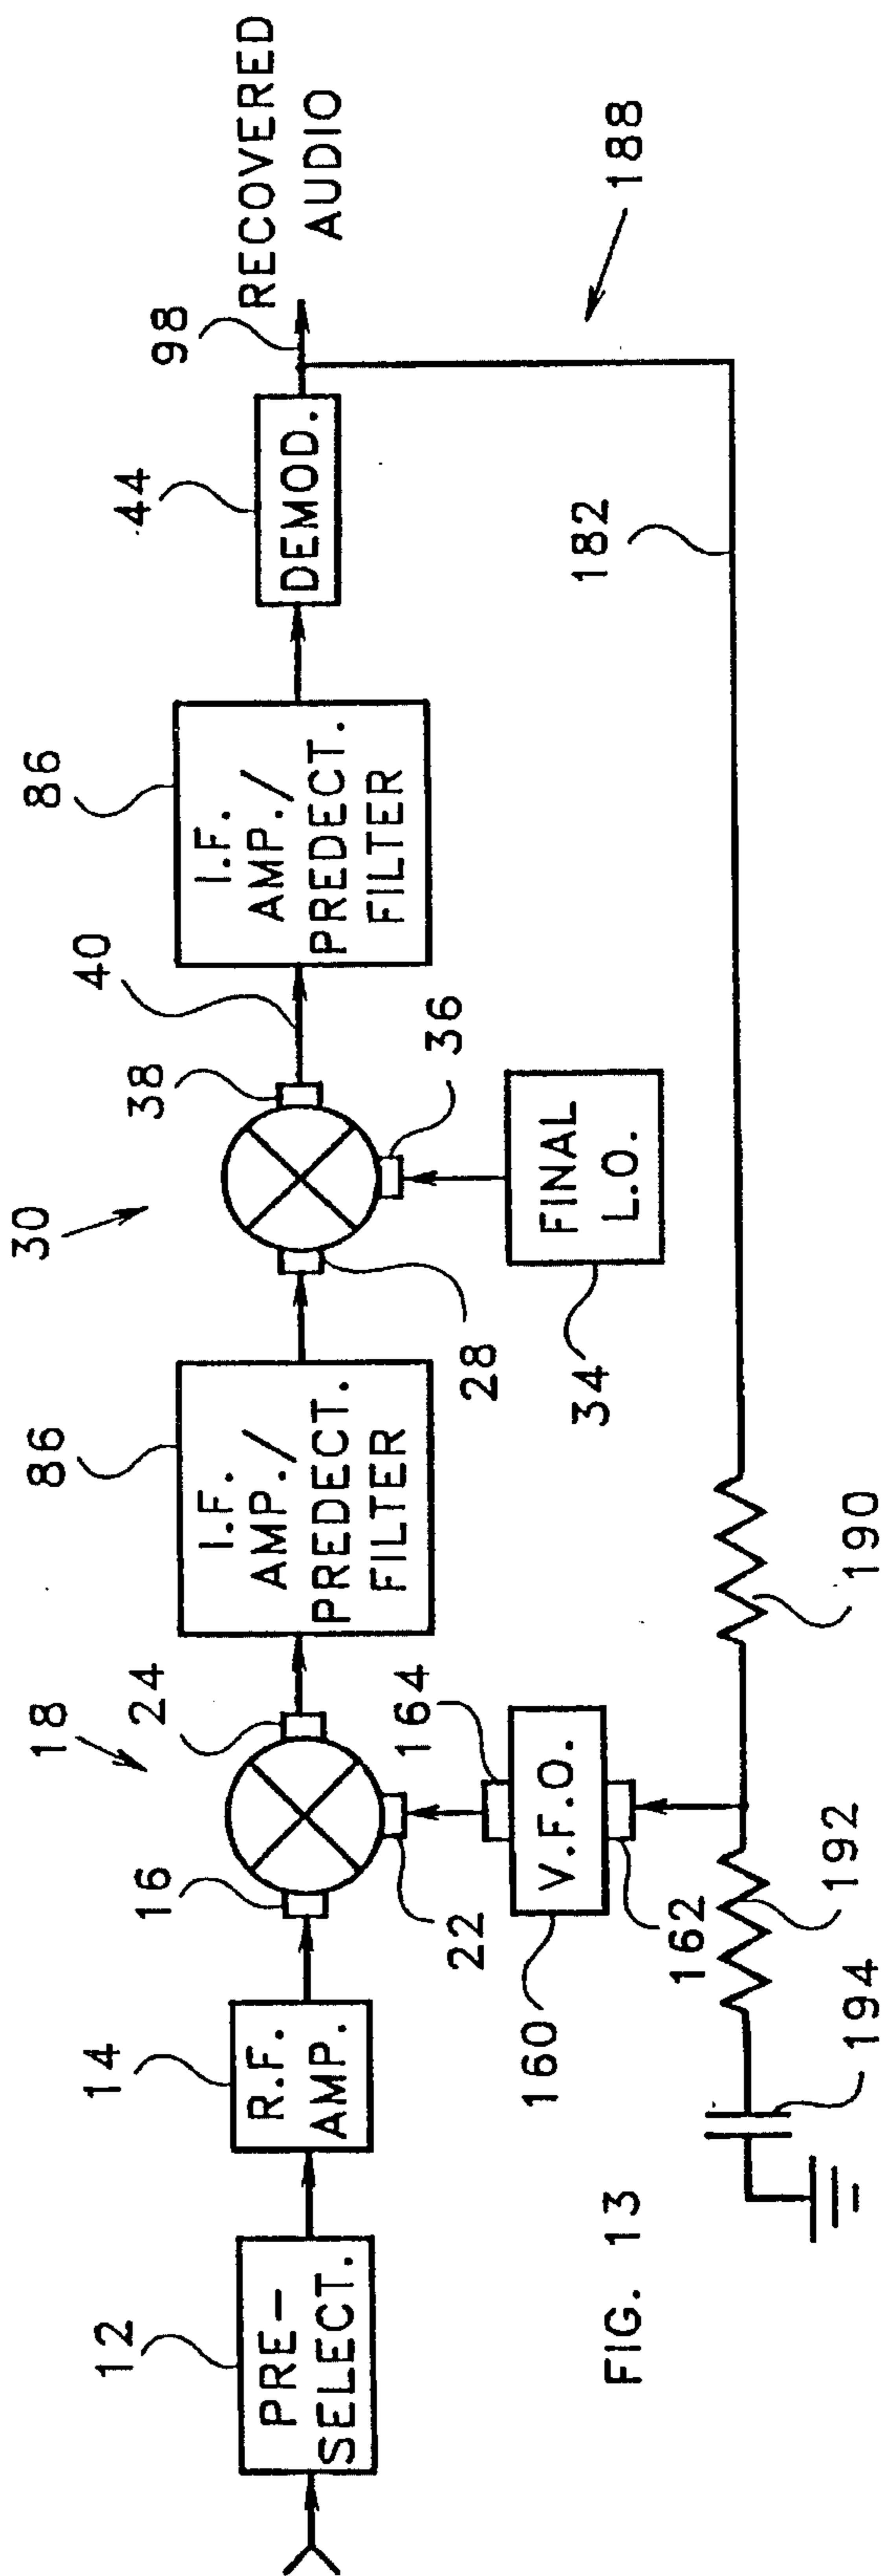 12
PRE-
SELECT.
14
R.F.
AMP.
16
18
24
22
164
V.F.O.
160
162
86
I.F.
AMP./
PREDECT.
FILTER
28
30
38
40
36
FINAL
L.O.
34
86
I.F.
AMP./
PREDECT.
FILTER
44
DEMOD.
98
RECOVERED
AUDIO
188
182
190
192
194
FIG. 13